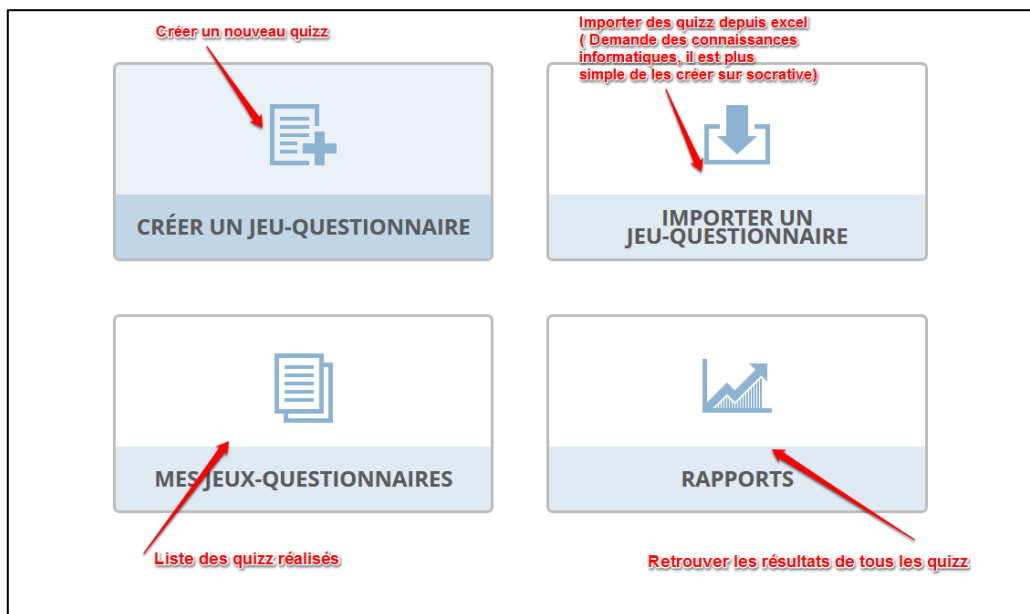 Créer un nouveau quizz
Importer des quizz depuis excel
( Demande des connaissances
informatiques, il est plus
simple de les créer sur socrative)
CRÉER UN JEU-QUESTIONNAIRE
IMPORTER UN
JEU-QUESTIONNAIRE
MES JEUX-QUESTIONNAIRES
RAPPORTS
Liste des quizz réalisés
Retrouver les résultats de tous les quizz